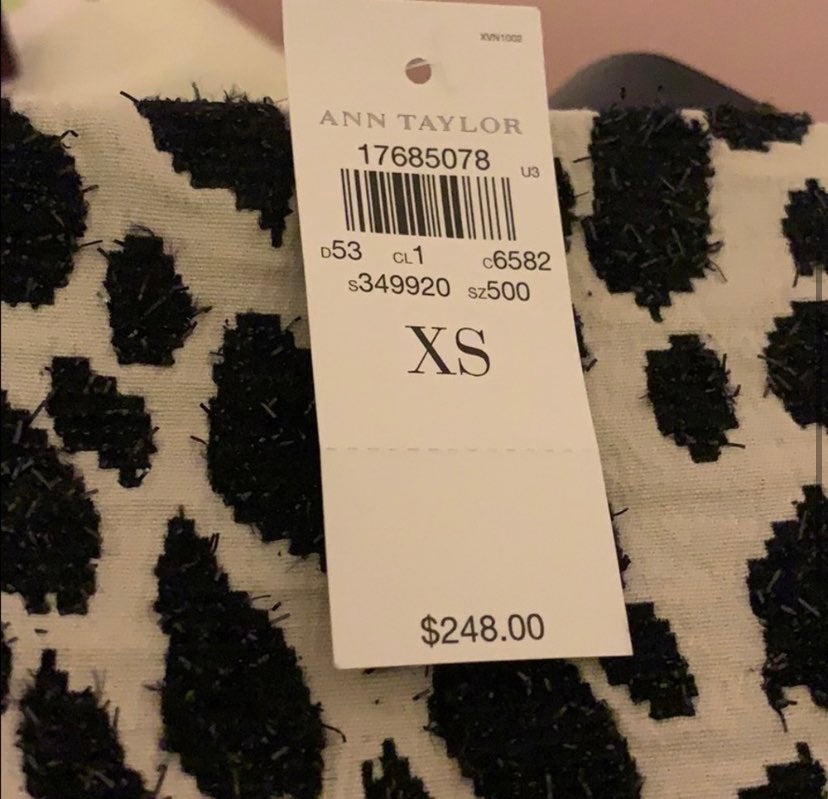 XVN1002
ANN TAYLOR
17685078
U3
D53 CL1 C6582
S349920 SZ500
XS
$248.00